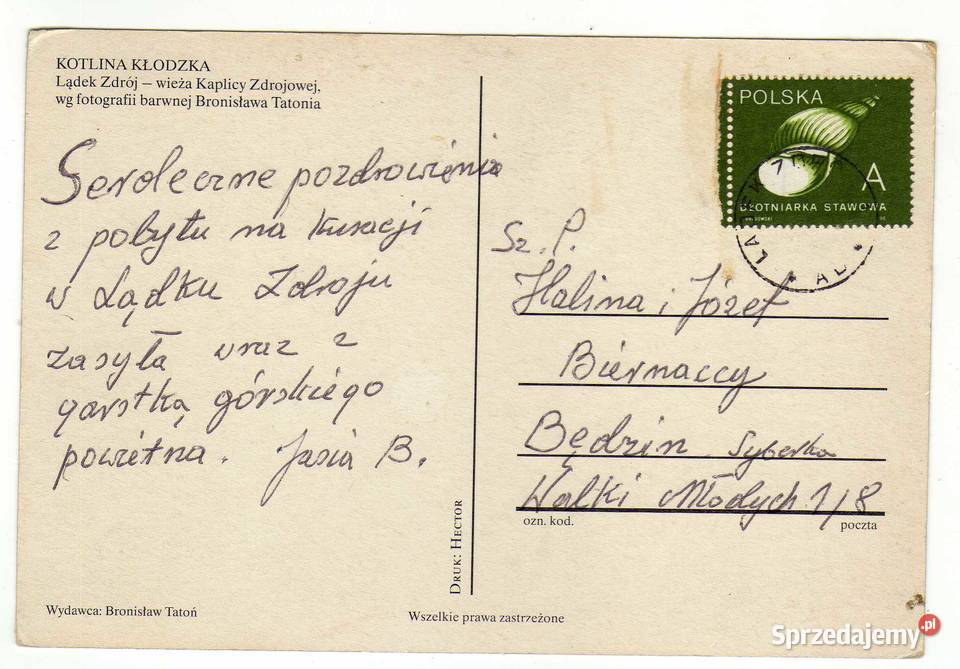 KOTLINA KŁODZKA
Lądek Zdrój – wieża Kaplicy Zdrojowej,
wg fotografii barwnej Bronisława Tatonia
Serdeczne pozdrowienia
z pobytu na kuracji
w Lądku Zdroju
zasyła wraz z
garstką górskiego
powietrza. Jasia B.
POLSKA
A
BŁOTNIARKA STAWOWA
Sz. P.
Halina i Józef
Biernaccy
Będzin Syberka
Walki Młodych 1/8
ozn. kod.
poczta
DRUK: HECTOR
Wydawca: Bronisław Tatoń
Wszelkie prawa zastrzeżone
Sprzedajemy.pl